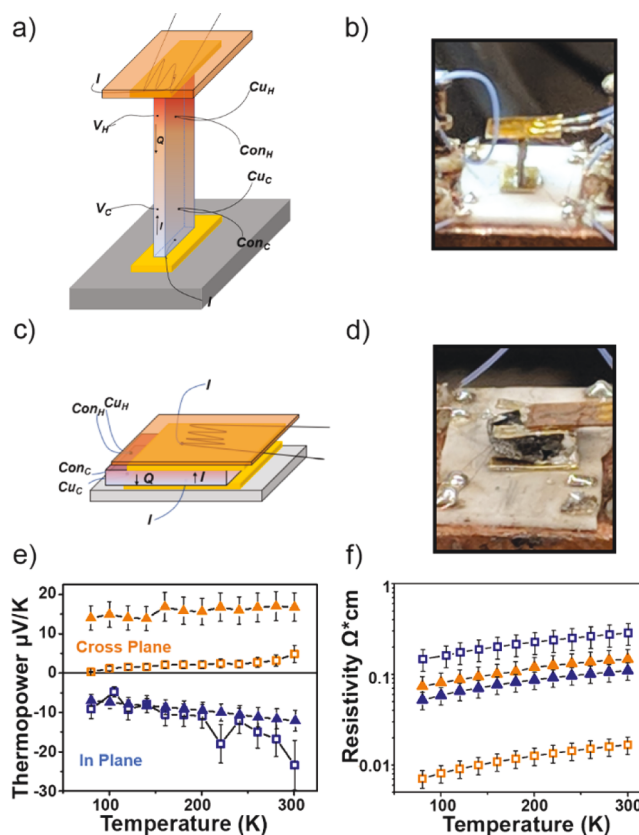 a)
b)
I
V_H
Q
Cu_H
Con_H
V_C
I
Cu_C
Con_C
I
c)
d)
I
Con_H
Cu_H
Con_C
Cu_C
Q
I
I
e)
f)
Thermopower µV/K
20
10
0
-10
-20
-30
Cross Plane
In Plane
100
200
300
Temperature (K)
Resistivity Ω*cm
0.1
0.01
100
200
300
Temperature (K)